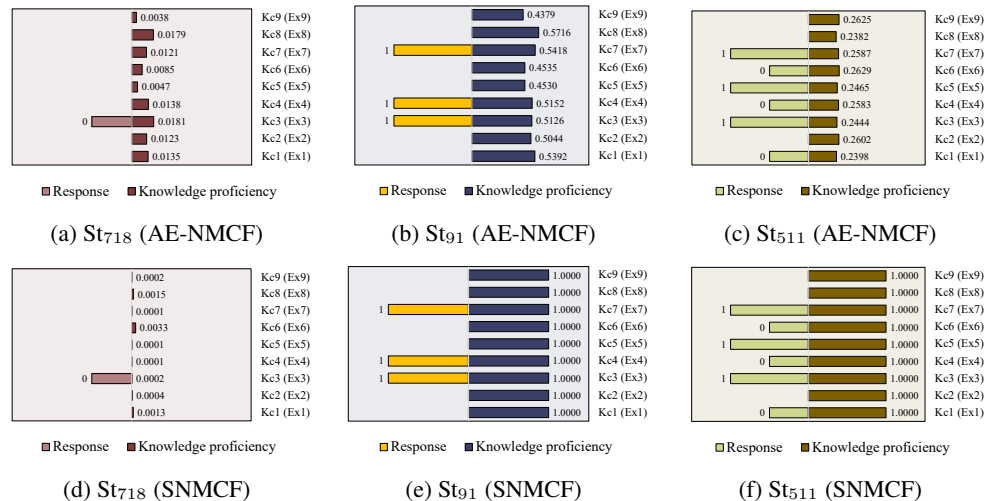 0.0038 Kc9 (Ex9)
0.0179 Kc8 (Ex8)
0.0121 Kc7 (Ex7)
0.0085 Kc6 (Ex6)
0.0047 Kc5 (Ex5)
0.0138 Kc4 (Ex4)
0 0.0181 Kc3 (Ex3)
0.0123 Kc2 (Ex2)
0.0135 Kc1 (Ex1)
Response Knowledge proficiency
(a) St718 (AE-NMCF)
0.4379 Kc9 (Ex9)
0.5716 Kc8 (Ex8)
1 0.5418 Kc7 (Ex7)
0.4535 Kc6 (Ex6)
0.4530 Kc5 (Ex5)
1 0.5152 Kc4 (Ex4)
1 0.5126 Kc3 (Ex3)
0.5044 Kc2 (Ex2)
0.5392 Kc1 (Ex1)
Response Knowledge proficiency
(b) St91 (AE-NMCF)
0.2625 Kc9 (Ex9)
0.2382 Kc8 (Ex8)
1 0.2587 Kc7 (Ex7)
0 0.2629 Kc6 (Ex6)
1 0.2465 Kc5 (Ex5)
0 0.2583 Kc4 (Ex4)
1 0.2444 Kc3 (Ex3)
0.2602 Kc2 (Ex2)
0 0.2398 Kc1 (Ex1)
Response Knowledge proficiency
(c) St511 (AE-NMCF)
0.0002 Kc9 (Ex9)
0.0015 Kc8 (Ex8)
0.0001 Kc7 (Ex7)
0.0033 Kc6 (Ex6)
0.0001 Kc5 (Ex5)
0.0001 Kc4 (Ex4)
0 0.0002 Kc3 (Ex3)
0.0004 Kc2 (Ex2)
0.0013 Kc1 (Ex1)
Response Knowledge proficiency
(d) St718 (SNMCF)
1.0000 Kc9 (Ex9)
1.0000 Kc8 (Ex8)
1 1.0000 Kc7 (Ex7)
1.0000 Kc6 (Ex6)
1.0000 Kc5 (Ex5)
1 1.0000 Kc4 (Ex4)
1 1.0000 Kc3 (Ex3)
1.0000 Kc2 (Ex2)
1.0000 Kc1 (Ex1)
Response Knowledge proficiency
(e) St91 (SNMCF)
1.0000 Kc9 (Ex9)
1.0000 Kc8 (Ex8)
1 1.0000 Kc7 (Ex7)
0 1.0000 Kc6 (Ex6)
1 1.0000 Kc5 (Ex5)
0 1.0000 Kc4 (Ex4)
1 1.0000 Kc3 (Ex3)
1.0000 Kc2 (Ex2)
0 1.0000 Kc1 (Ex1)
Response Knowledge proficiency
(f) St511 (SNMCF)